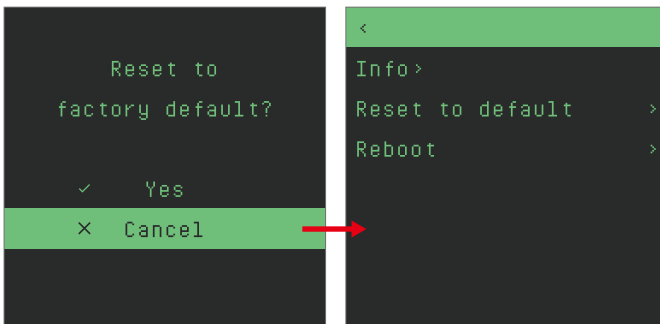 Reset to
factory default?
✓ Yes
✕ Cancel
<
Info>
Reset to default >
Reboot >